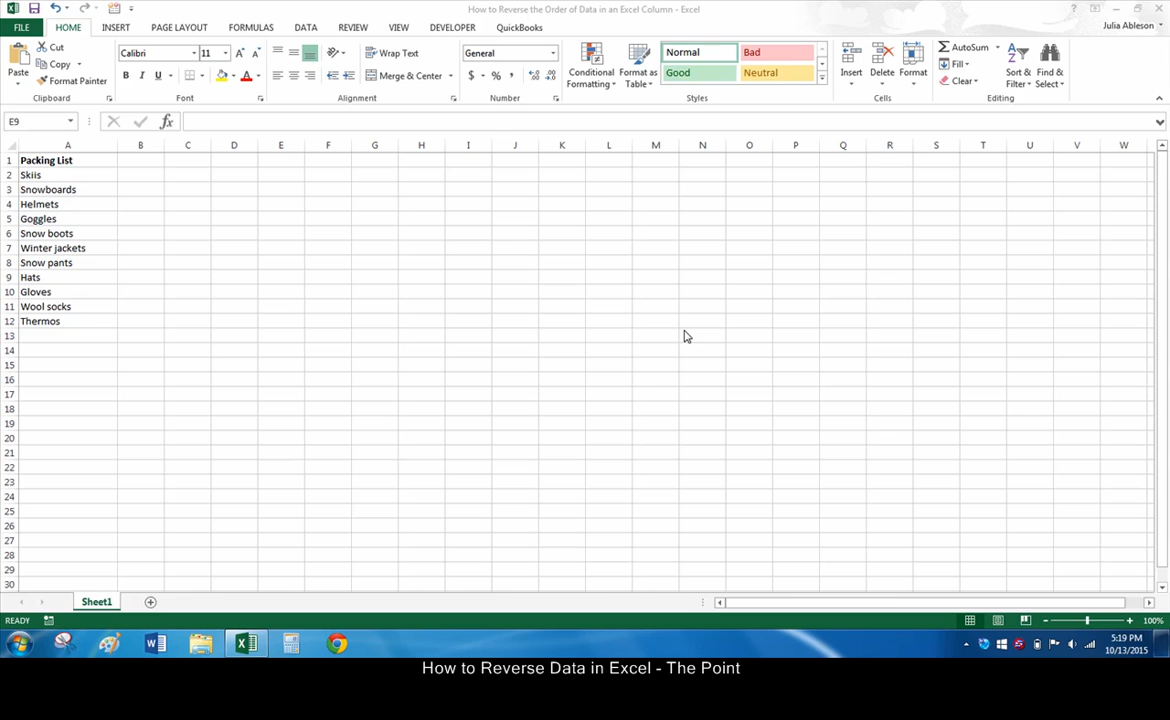 How to Reverse the Order of Data in an Excel Column - Excel
FILE HOME INSERT PAGE LAYOUT FORMULAS DATA REVIEW VIEW DEVELOPER QuickBooks Julia Ableson
Paste Cut Copy Format Painter
Calibri 11 B I U
Wrap Text Merge & Center
General $ % ,
Conditional Formatting Format as Table
Normal Bad Good Neutral
Insert Delete Format
AutoSum Fill Clear
Sort & Filter Find & Select
Clipboard Font Alignment Number Styles Cells Editing
E9 fx
A B C D E F G H I J K L M N O P Q R S T U V W
1 Packing List
2 Skiis
3 Snowboards
4 Helmets
5 Goggles
6 Snow boots
7 Winter jackets
8 Snow pants
9 Hats
10 Gloves
11 Wool socks
12 Thermos
13
14
15
16
17
18
19
20
21
22
23
24
25
26
27
28
29
30
Sheet1
READY 100%
5:19 PM
10/13/2015
How to Reverse Data in Excel - The Point